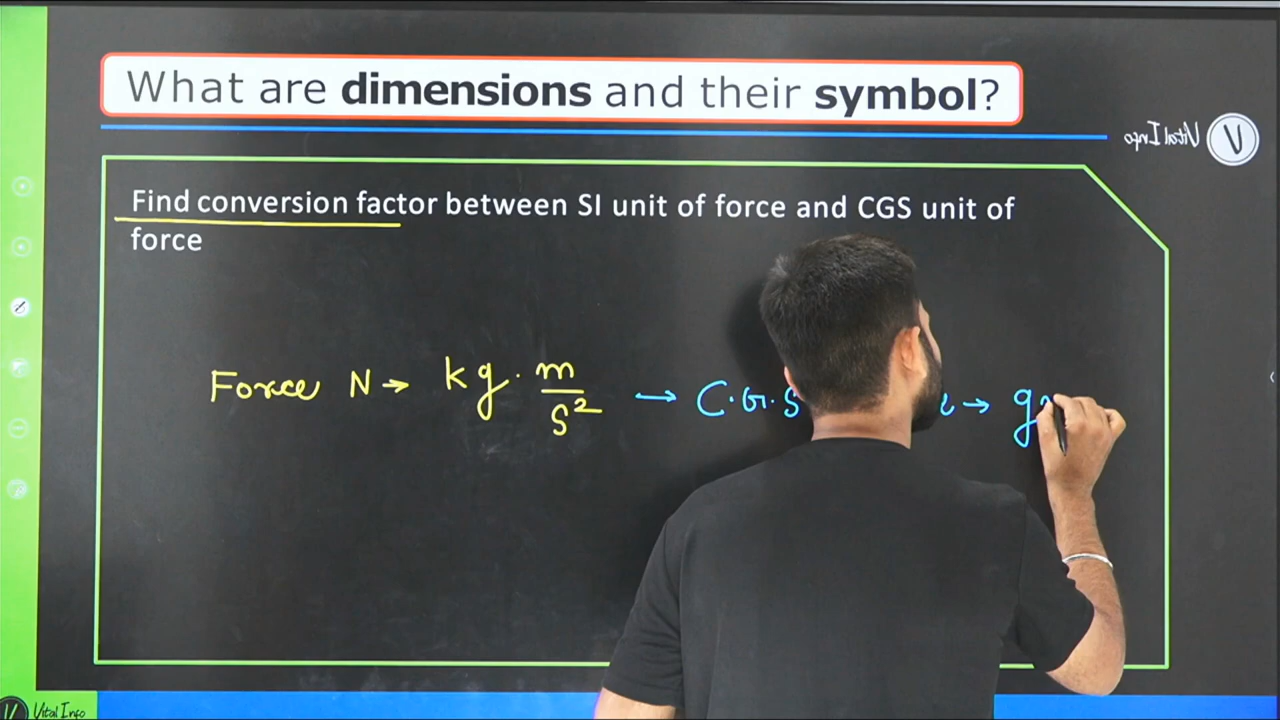 What are dimensions and their symbol?
Vital Info
Find conversion factor between SI unit of force and CGS unit of
force
Force N → kg · m/s² → C.G.S → g
Vital Info